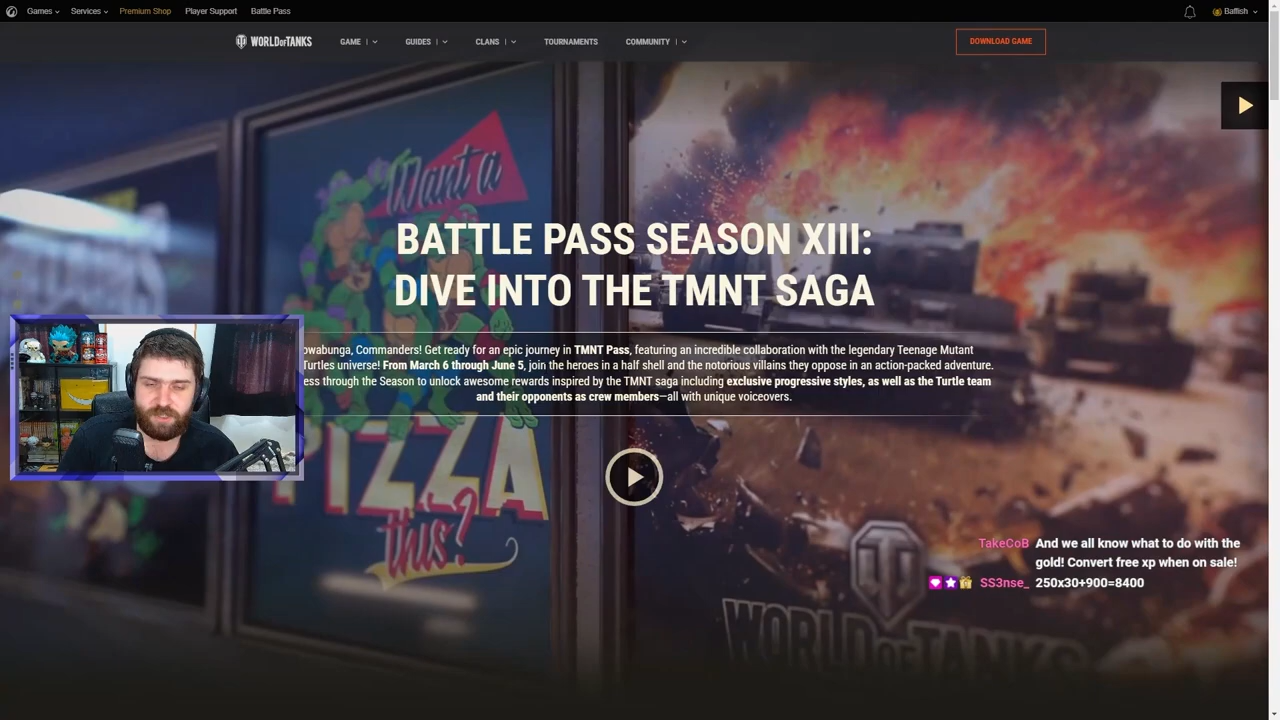 Games
Services
Premium Shop
Player Support
Battle Pass
Baffish
WORLD OF TANKS
GAME
GUIDES
CLANS
TOURNAMENTS
COMMUNITY
DOWNLOAD GAME
Want a
PIZZA
this?
BATTLE PASS SEASON XIII:
DIVE INTO THE TMNT SAGA
owabunga, Commanders! Get ready for an epic journey in TMNT Pass, featuring an incredible collaboration with the legendary Teenage Mutant
Turtles universe! From March 6 through June 5, join the heroes in a half shell and the notorious villains they oppose in an action-packed adventure.
ess through the Season to unlock awesome rewards inspired by the TMNT saga including exclusive progressive styles, as well as the Turtle team
and their opponents as crew members—all with unique voiceovers.
TakeCoB And we all know what to do with the
gold! Convert free xp when on sale!
SS3nse_ 250x30+900=8400
WORLD OF TANKS